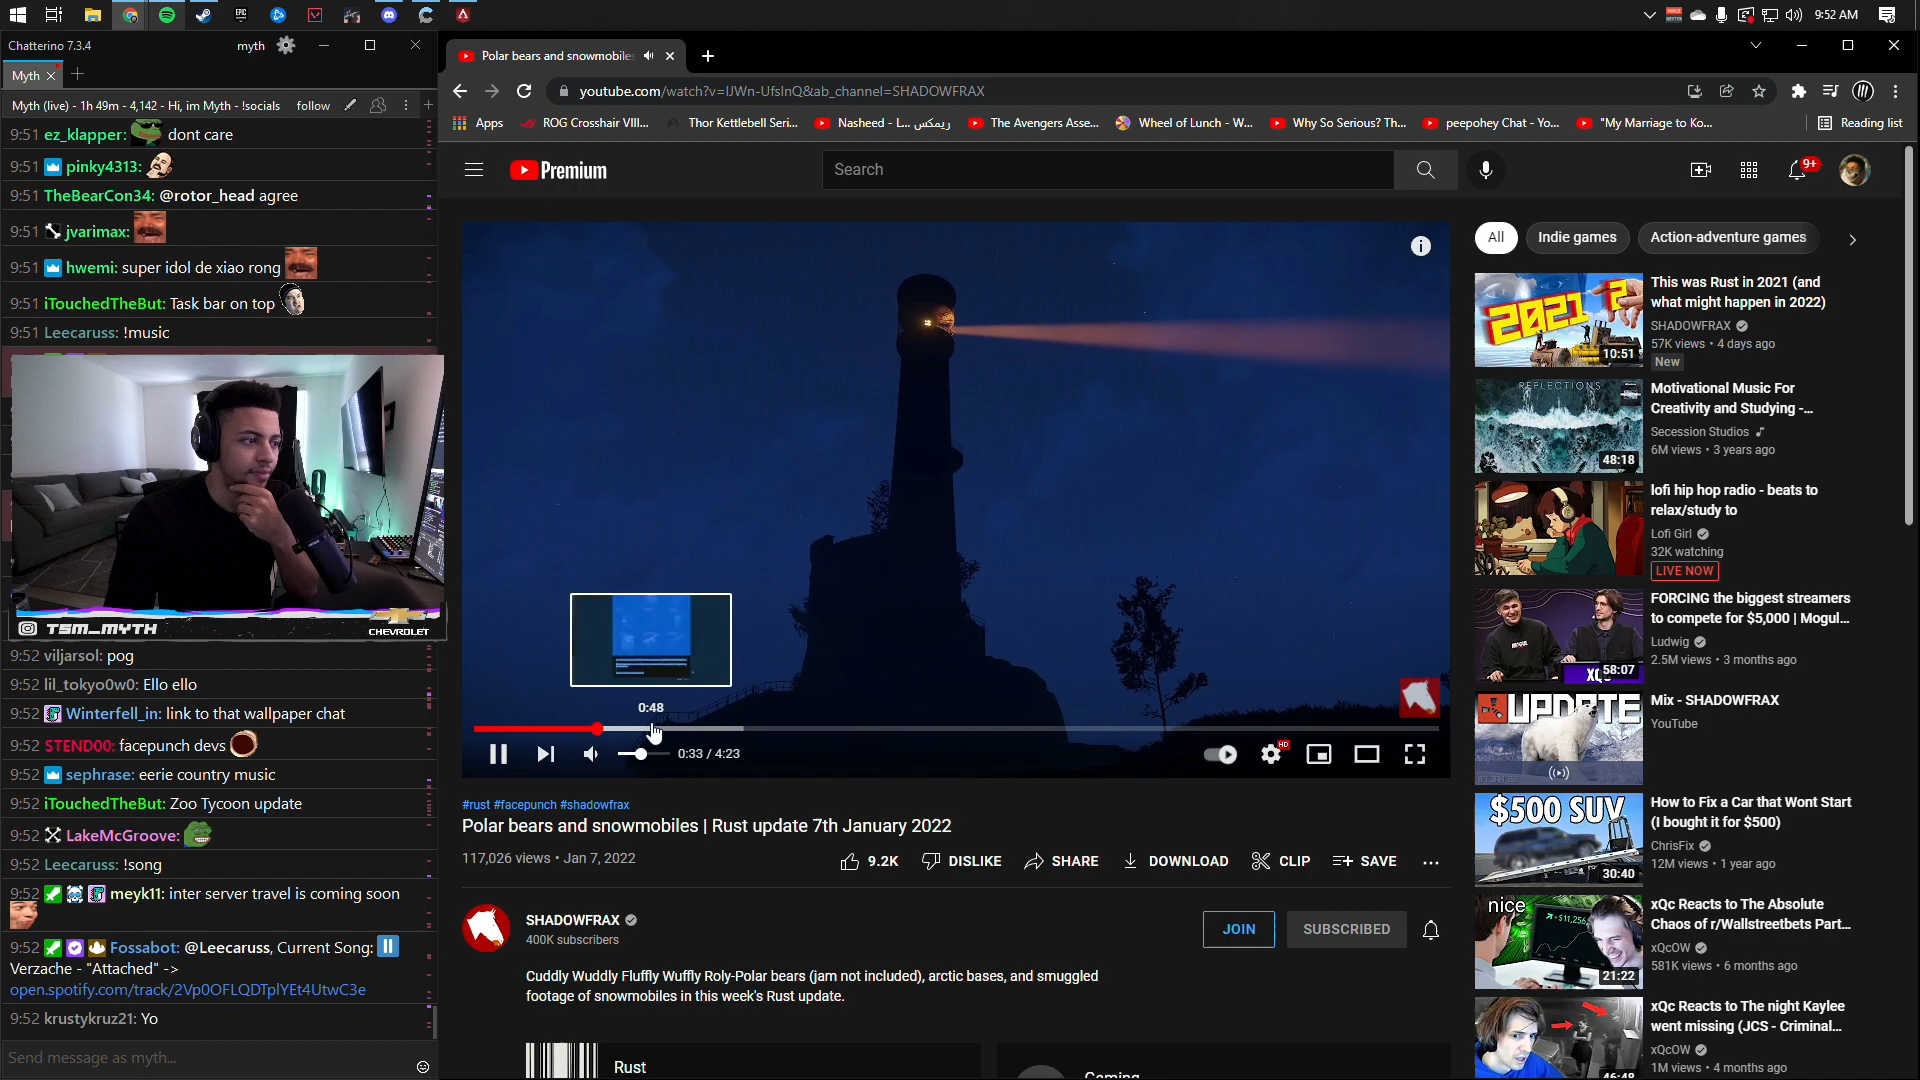 9:52 AM
Chatterino 7.3.4
myth
Myth
Myth (live) - 1h 49m - 4,142 - Hi, im Myth - !socials
follow
9:51 ez_klapper: dont care
9:51 pinky4313:
9:51 TheBearCon34: @rotor_head agree
9:51 jvarimax:
9:51 hwemi: super idol de xiao rong
9:51 iTouchedTheBut: Task bar on top
9:51 Leecaruss: !music
TSM_MYTH
CHEVROLET
9:52 viljarsol: pog
9:52 lil_tokyo0w0: Ello ello
9:52 Winterfell_in: link to that wallpaper chat
9:52 STEND00: facepunch devs
9:52 sephrase: eerie country music
9:52 iTouchedTheBut: Zoo Tycoon update
9:52 LakeMcGroove:
9:52 Leecaruss: !song
9:52 meyk11: inter server travel is coming soon
9:52 Fossabot: @Leecaruss, Current Song:
Verzache - "Attached" ->
open.spotify.com/track/2Vp0OFLQDTplYEt4UtwC3e
9:52 krustykruz21: Yo
Send message as myth...
Polar bears and snowmobiles
youtube.com/watch?v=lJWn-UfsInQ&ab_channel=SHADOWFRAX
Apps
ROG Crosshair VIII...
Thor Kettlebell Seri...
Nasheed - L... ريمكس
The Avengers Asse...
Wheel of Lunch - W...
Why So Serious? Th...
peepohey Chat - Yo...
"My Marriage to Ko...
Reading list
Premium
Search
9+
0:48
0:33 / 4:23
HD
#rust #facepunch #shadowfrax
Polar bears and snowmobiles | Rust update 7th January 2022
117,026 views • Jan 7, 2022
9.2K
DISLIKE
SHARE
DOWNLOAD
CLIP
SAVE
SHADOWFRAX
400K subscribers
JOIN
SUBSCRIBED
Cuddly Wuddly Fluffly Wuffly Roly-Polar bears (jam not included), arctic bases, and smuggled
footage of snowmobiles in this week's Rust update.
Rust
Gaming
All
Indie games
Action-adventure games
2021
10:51
This was Rust in 2021 (and
what might happen in 2022)
SHADOWFRAX
57K views • 4 days ago
New
REFLECTIONS
48:18
Motivational Music For
Creativity and Studying -...
Secession Studios
6M views • 3 years ago
lofi hip hop radio - beats to
relax/study to
Lofi Girl
32K watching
LIVE NOW
58:07
FORCING the biggest streamers
to compete for $5,000 | Mogul...
Ludwig
2.5M views • 3 months ago
UPDATE
Mix - SHADOWFRAX
YouTube
$500 SUV
30:40
How to Fix a Car that Wont Start
(I bought it for $500)
ChrisFix
12M views • 1 year ago
nice
21:22
xQc Reacts to The Absolute
Chaos of r/Wallstreetbets Part...
xQcOW
581K views • 6 months ago
46:48
xQc Reacts to The night Kaylee
went missing (JCS - Criminal...
xQcOW
1M views • 4 months ago